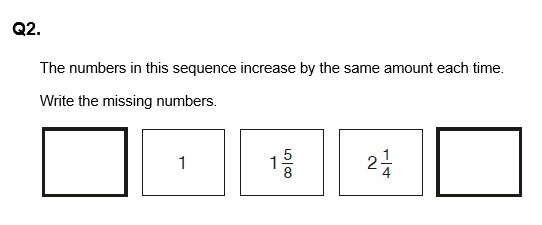 Q2.
The numbers in this sequence increase by the same amount each time.
Write the missing numbers.
1 1 5/8 2 1/4